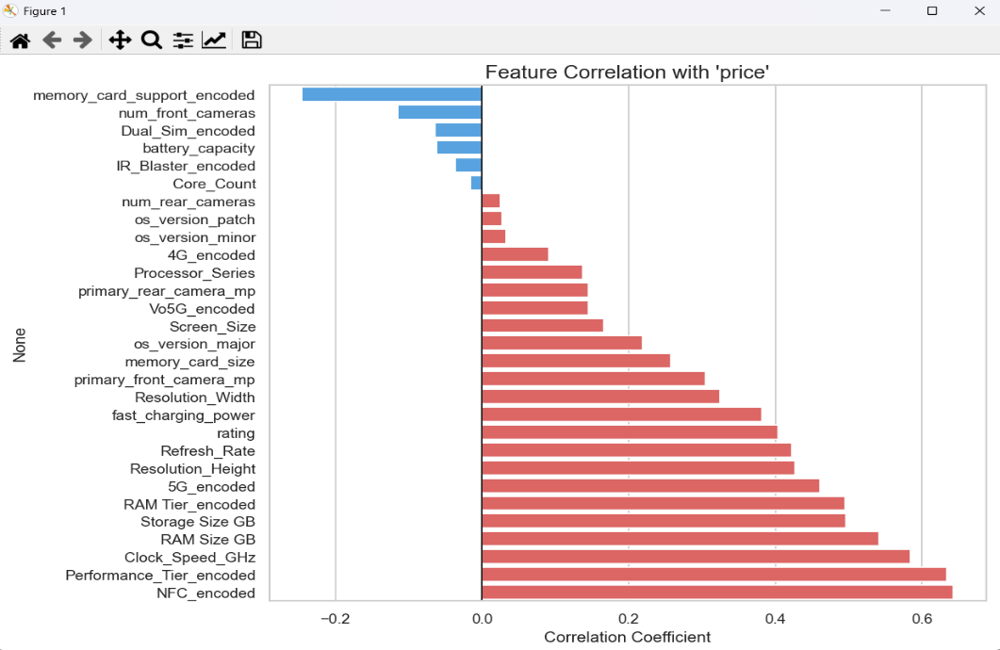 Figure 1
Feature Correlation with 'price'
memory_card_support_encoded
num_front_cameras
Dual_Sim_encoded
battery_capacity
IR_Blaster_encoded
Core_Count
num_rear_cameras
os_version_patch
os_version_minor
4G_encoded
Processor_Series
primary_rear_camera_mp
Vo5G_encoded
Screen_Size
os_version_major
memory_card_size
primary_front_camera_mp
Resolution_Width
fast_charging_power
rating
Refresh_Rate
Resolution_Height
5G_encoded
RAM Tier_encoded
Storage Size GB
RAM Size GB
Clock_Speed_GHz
Performance_Tier_encoded
NFC_encoded
None
−0.2 0.0 0.2 0.4 0.6
Correlation Coefficient